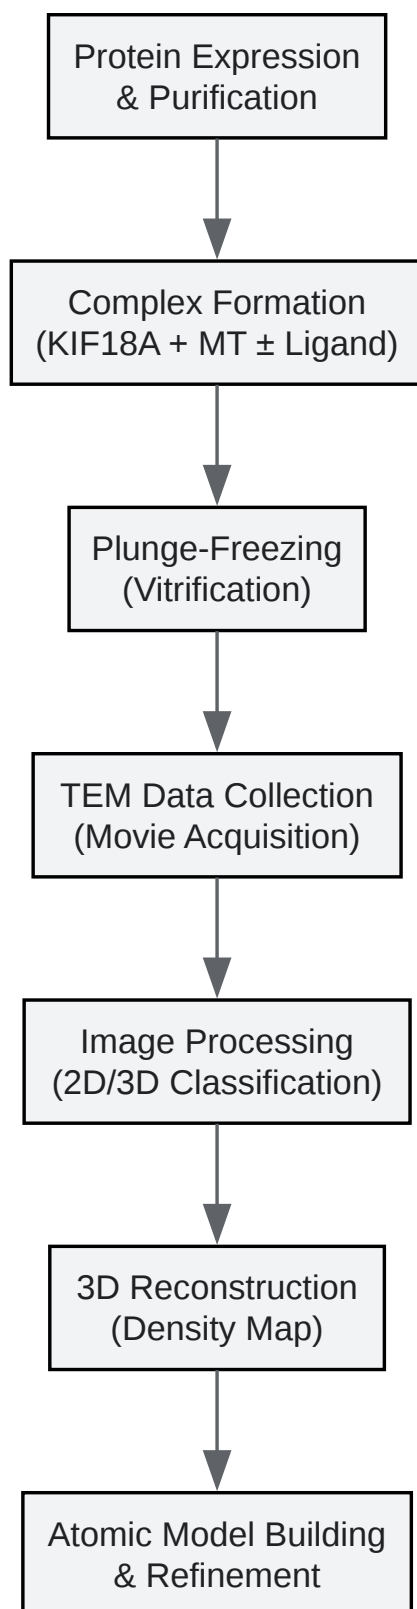 Protein Expression
& Purification
Complex Formation
(KIF18A + MT ± Ligand)
Plunge-Freezing
(Vitrification)
TEM Data Collection
(Movie Acquisition)
Image Processing
(2D/3D Classification)
3D Reconstruction
(Density Map)
Atomic Model Building
& Refinement